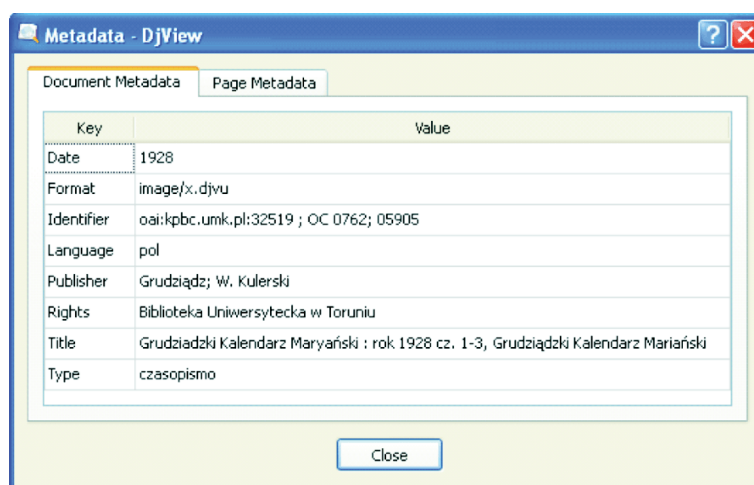 Metadata - DjView
Document Metadata Page Metadata
Key Value
Date 1928
Format image/x.djvu
Identifier oai:kpbc.umk.pl:32519 ; OC 0762; 05905
Language pol
Publisher Grudziądz; W. Kulerski
Rights Biblioteka Uniwersytecka w Toruniu
Title Grudziadzki Kalendarz Maryański : rok 1928 cz. 1-3, Grudziądzki Kalendarz Mariański
Type czasopismo
Close